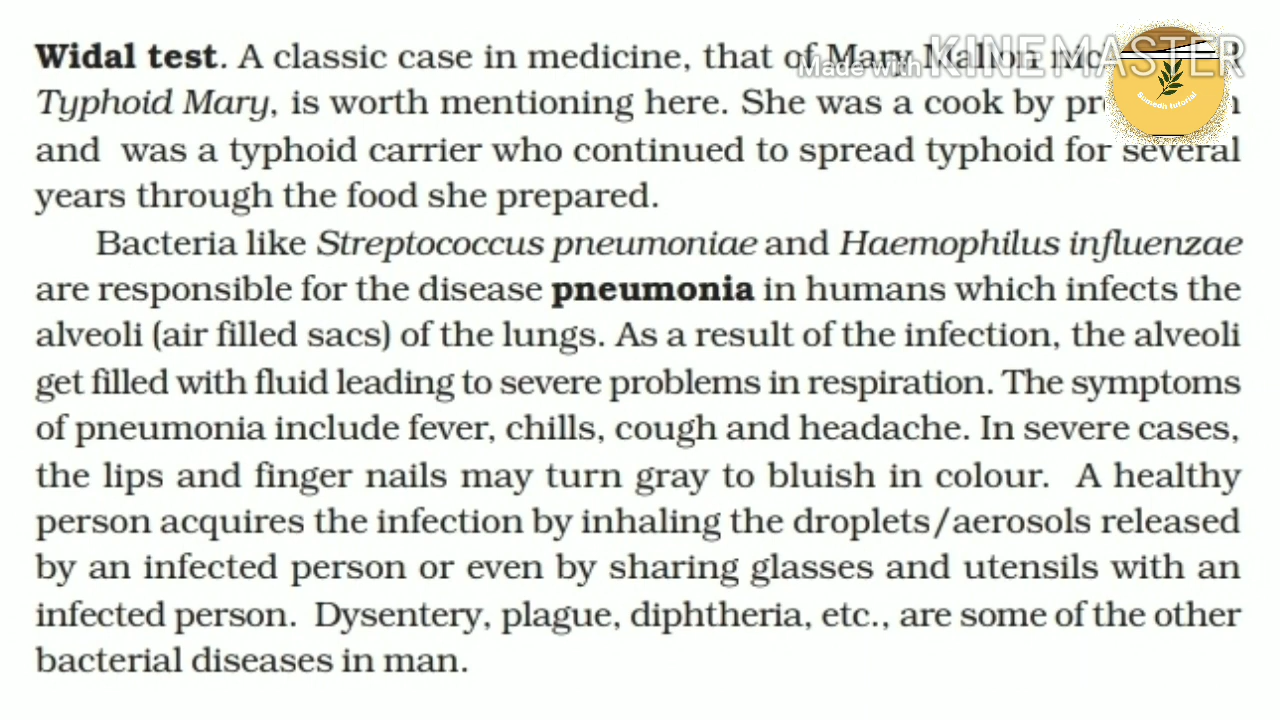 Widal test. A classic case in medicine, that of Mary Mallon
Typhoid Mary, is worth mentioning here. She was a cook by
and was a typhoid carrier who continued to spread typhoid for several
years through the food she prepared.
Bacteria like Streptococcus pneumoniae and Haemophilus influenzae
are responsible for the disease pneumonia in humans which infects the
alveoli (air filled sacs) of the lungs. As a result of the infection, the alveoli
get filled with fluid leading to severe problems in respiration. The symptoms
of pneumonia include fever, chills, cough and headache. In severe cases,
the lips and finger nails may turn gray to bluish in colour. A healthy
person acquires the infection by inhaling the droplets/aerosols released
by an infected person or even by sharing glasses and utensils with an
infected person. Dysentery, plague, diphtheria, etc., are some of the other
bacterial diseases in man.
Made with KINEMASTER